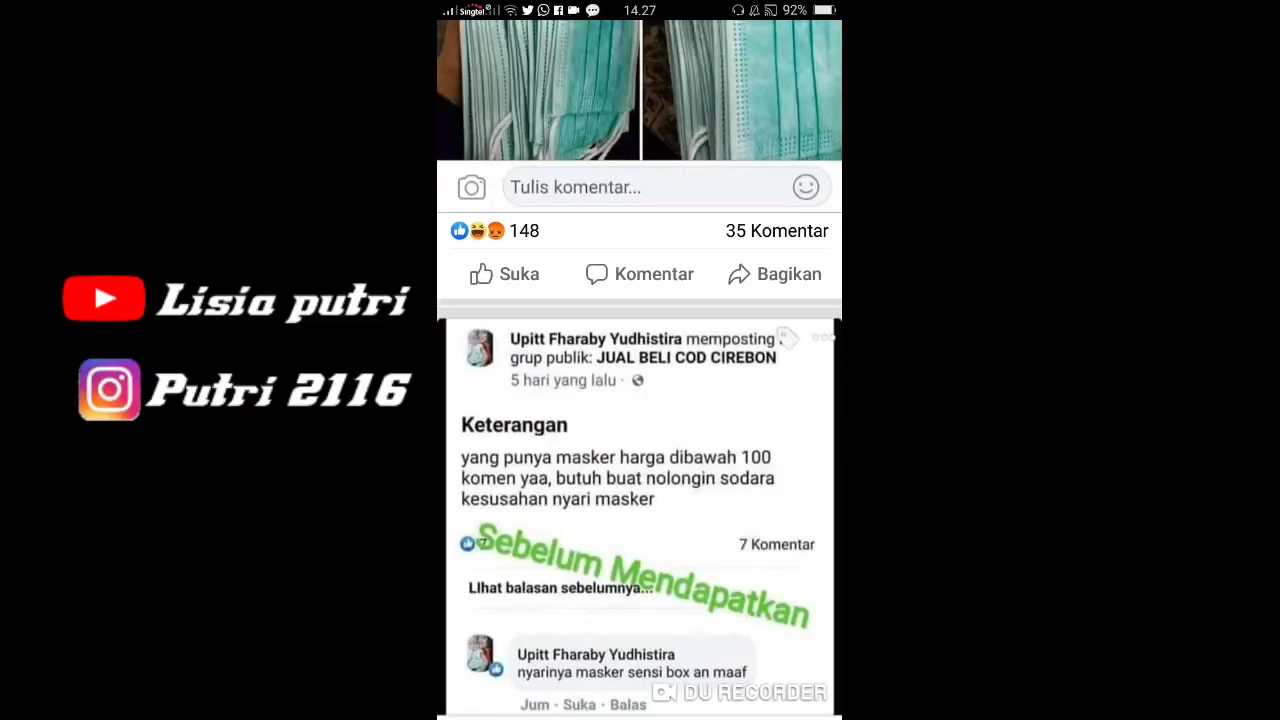 Singtel
14.27
92%
Tulis komentar...
148
35 Komentar
Suka
Komentar
Bagikan
Lisia putri
Putri 2116
Upitt Fharaby Yudhistira memposting
grup publik: JUAL BELI COD CIREBON
5 hari yang lalu ·
Keterangan
yang punya masker harga dibawah 100
komen yaa, butuh buat nolongin sodara
kesusahan nyari masker
7
7 Komentar
Sebelum Mendapatkan
LIhat balasan sebelumnya...
Upitt Fharaby Yudhistira
nyarinya masker sensi box an maaf
Jum · Suka · Balas
DU RECORDER